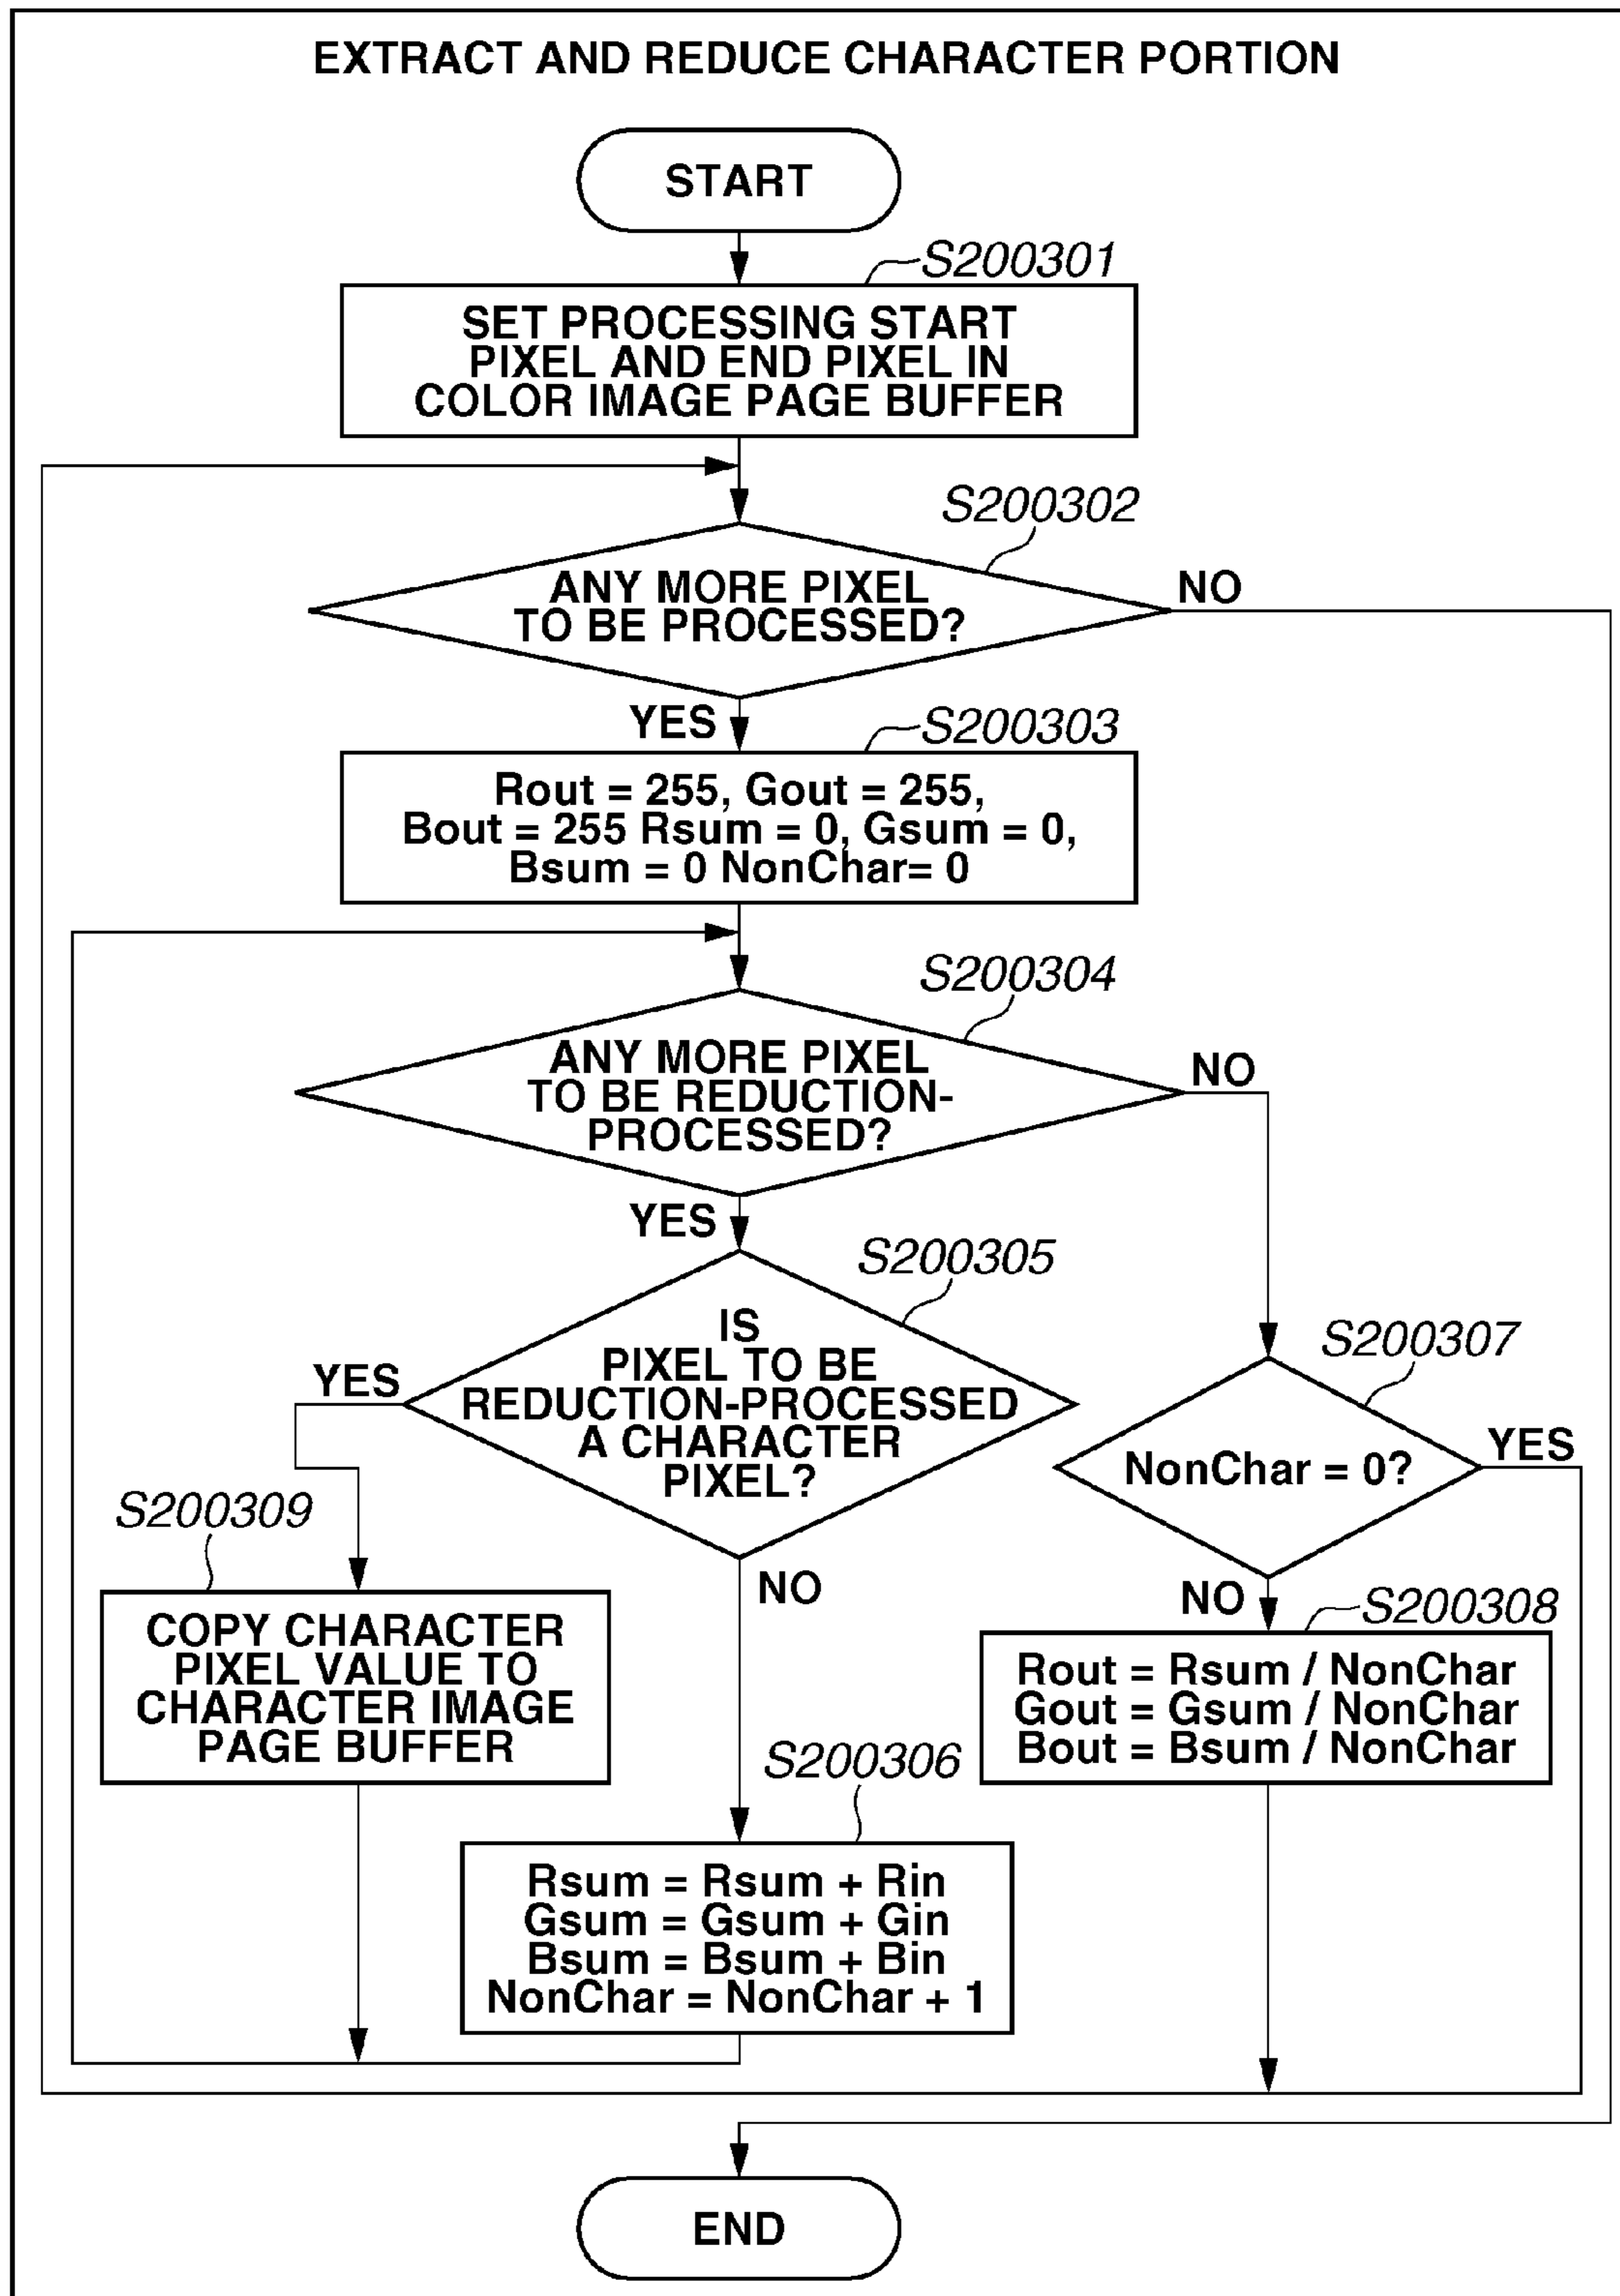 EXTRACT AND REDUCE CHARACTER PORTION
START
S200301
SET PROCESSING START
PIXEL AND END PIXEL IN
COLOR IMAGE PAGE BUFFER
S200302
ANY MORE PIXEL
TO BE PROCESSED?
NO
YES
S200303
Rout = 255, Gout = 255,
Bout = 255 Rsum = 0, Gsum = 0,
Bsum = 0 NonChar= 0
S200304
ANY MORE PIXEL
TO BE REDUCTION-
PROCESSED?
NO
YES
S200305
IS
PIXEL TO BE
REDUCTION-PROCESSED
A CHARACTER
PIXEL?
YES
NO
S200307
NonChar = 0?
YES
NO
S200309
COPY CHARACTER
PIXEL VALUE TO
CHARACTER IMAGE
PAGE BUFFER
S200308
Rout = Rsum / NonChar
Gout = Gsum / NonChar
Bout = Bsum / NonChar
S200306
Rsum = Rsum + Rin
Gsum = Gsum + Gin
Bsum = Bsum + Bin
NonChar = NonChar + 1
END